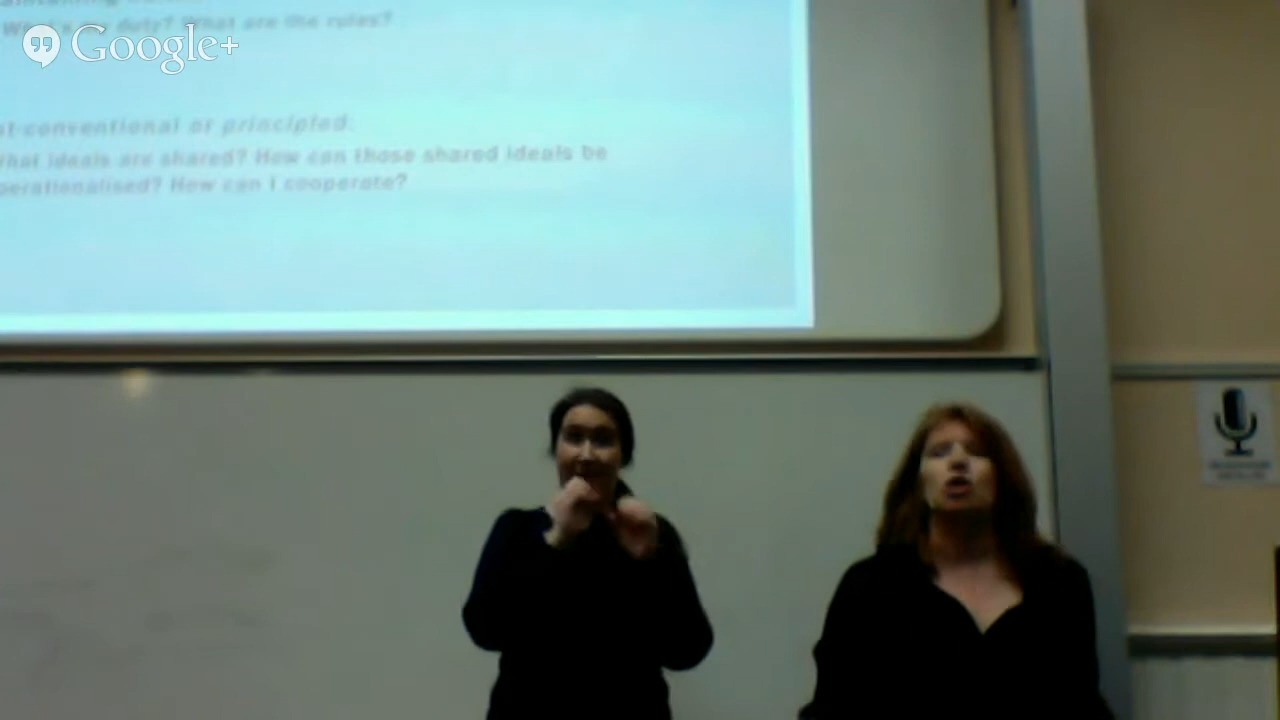 What's my duty? What are the rules?
Google+
conventional or principled:
what ideals are shared? How can those shared ideals be
operationalised? How can I cooperate?